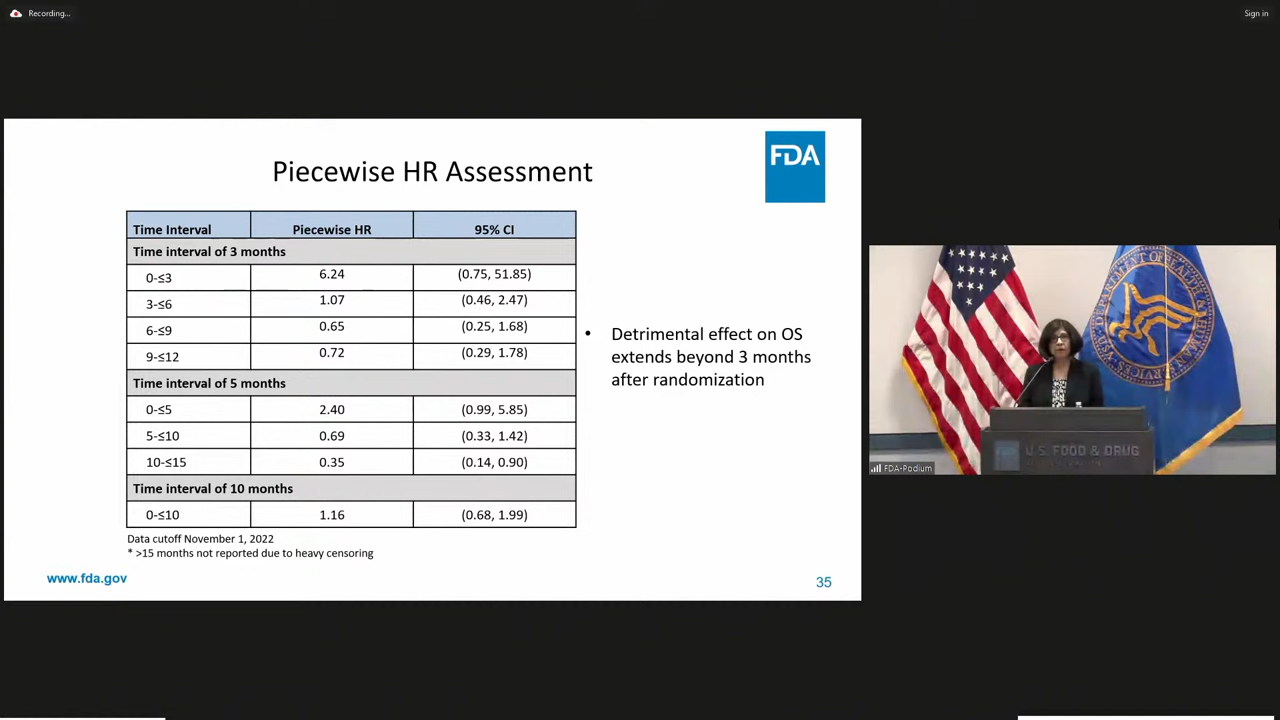 Recording...
Sign in
FDA
Piecewise HR Assessment
Time Interval Piecewise HR 95% CI
Time interval of 3 months
0-≤3 6.24 (0.75, 51.85)
3-≤6 1.07 (0.46, 2.47)
6-≤9 0.65 (0.25, 1.68)
9-≤12 0.72 (0.29, 1.78)
Time interval of 5 months
0-≤5 2.40 (0.99, 5.85)
5-≤10 0.69 (0.33, 1.42)
10-≤15 0.35 (0.14, 0.90)
Time interval of 10 months
0-≤10 1.16 (0.68, 1.99)
Data cutoff November 1, 2022
* >15 months not reported due to heavy censoring
• Detrimental effect on OS
extends beyond 3 months
after randomization
www.fda.gov
35
U.S. FOOD & DRUG
FDA-Podium